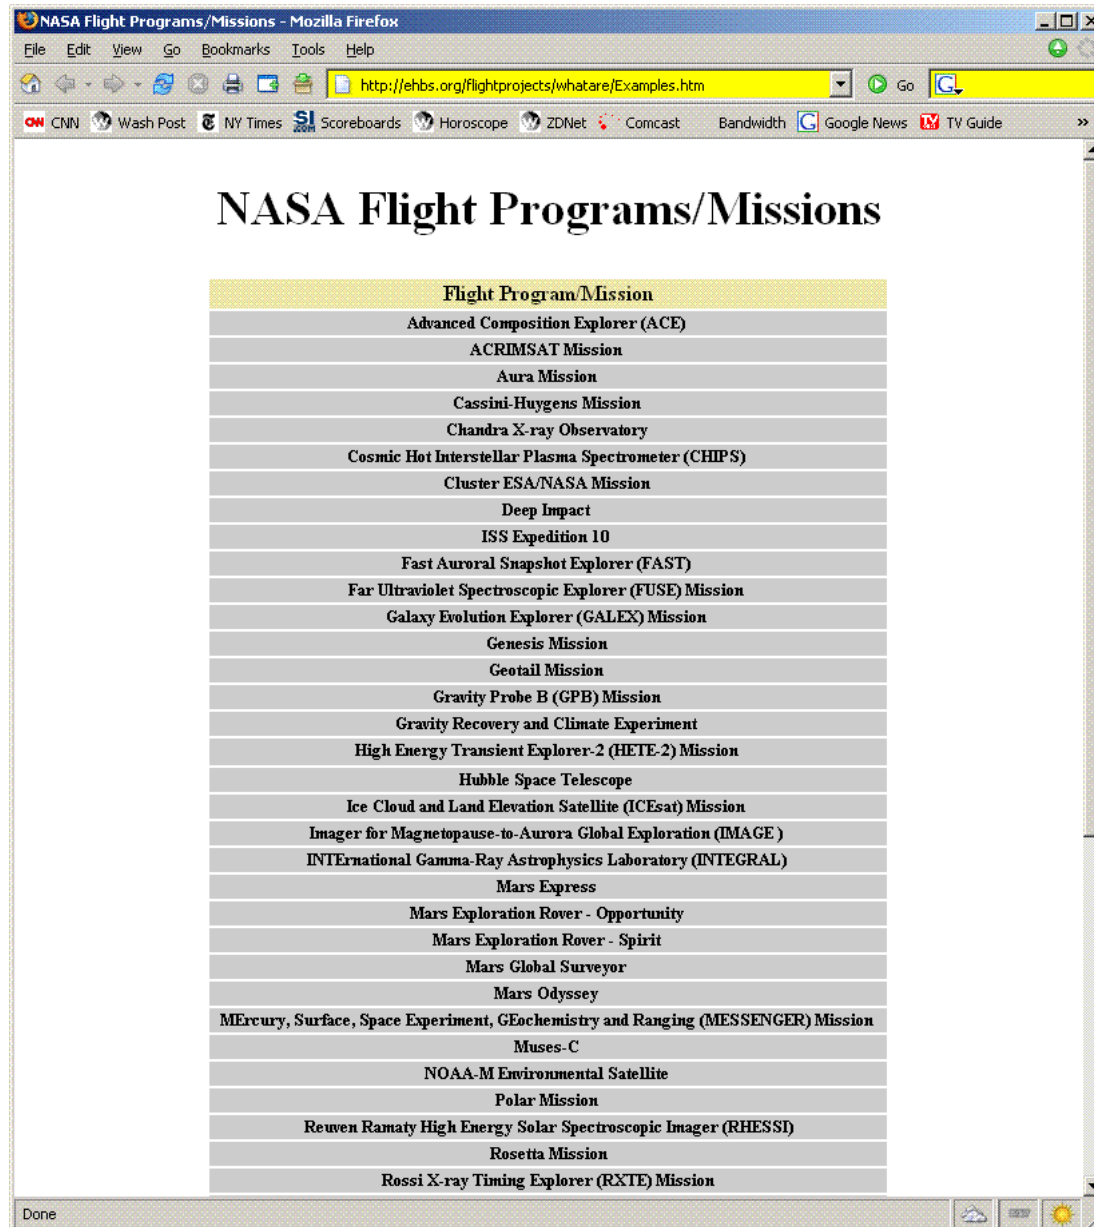 NASA Flight Programs/Missions - Mozilla Firefox
File Edit View Go Bookmarks Tools Help
http://ehbs.org/flightprojects/whatare/Examples.htm Go G
CNN CNN Wash Post NY Times SI.com Scoreboards Horoscope ZDNet Comcast Bandwidth G Google News TV Guide »
NASA Flight Programs/Missions
Flight Program/Mission
Advanced Composition Explorer (ACE)
ACRIMSAT Mission
Aura Mission
Cassini-Huygens Mission
Chandra X-ray Observatory
Cosmic Hot Interstellar Plasma Spectrometer (CHIPS)
Cluster ESA/NASA Mission
Deep Impact
ISS Expedition 10
Fast Auroral Snapshot Explorer (FAST)
Far Ultraviolet Spectroscopic Explorer (FUSE) Mission
Galaxy Evolution Explorer (GALEX) Mission
Genesis Mission
Geotail Mission
Gravity Probe B (GPB) Mission
Gravity Recovery and Climate Experiment
High Energy Transient Explorer-2 (HETE-2) Mission
Hubble Space Telescope
Ice Cloud and Land Elevation Satellite (ICEsat) Mission
Imager for Magnetopause-to-Aurora Global Exploration (IMAGE )
INTErnational Gamma-Ray Astrophysics Laboratory (INTEGRAL)
Mars Express
Mars Exploration Rover - Opportunity
Mars Exploration Rover - Spirit
Mars Global Surveyor
Mars Odyssey
MErcury, Surface, Space Experiment, GEochemistry and Ranging (MESSENGER) Mission
Muses-C
NOAA-M Environmental Satellite
Polar Mission
Reuven Ramaty High Energy Solar Spectroscopic Imager (RHESSI)
Rosetta Mission
Rossi X-ray Timing Explorer (RXTE) Mission
Done